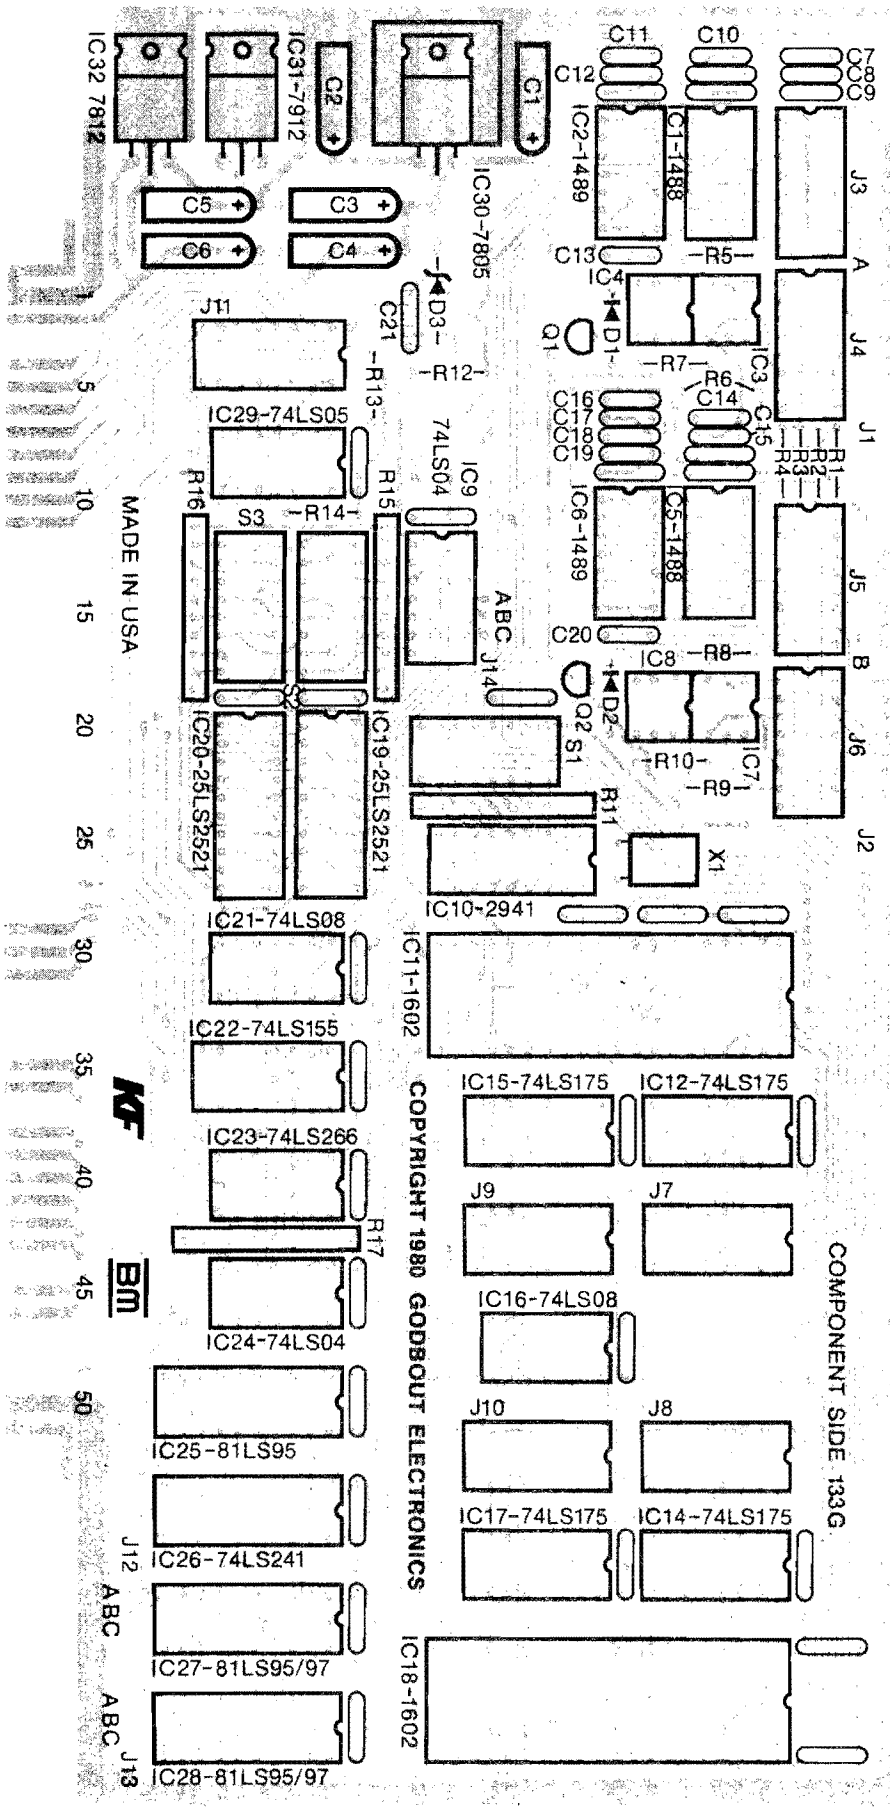 IC32 7812
IC31-7912
C2
C1
C11
C10
C7
C12
C8
C9
IC2-1489
IC1-1488
J3
IC30-7805
C5
C3
C6
C4
C13
-R5-
A
IC4
D3-
D1-
J11
C21
Q1
J4
-R7-
IC3
-R12-
-R13-
R6
5
C16
C14
C17
C15
C18
C19
J1
IC29-74LS05
74LS04
IC9
-R1-
-R2-
-R3-
-R4-
R16
R15
10
S3
-R14-
IC6-1489
IC5-1488
MADE IN USA
15
ABC
J5
C20
J14
-R8-
IC8
B
S2
Q2
D2-
20
IC20-25LS2521
IC19-25LS2521
S1
IC7
J6
-R10-
-R9-
R11
25
X1
J2
IC10-2941
IC21-74LS08
30
IC11-1602
IC22-74LS155
35
KF
IC15-74LS175
IC12-74LS175
COPYRIGHT 1980 GODBOUT ELECTRONICS
IC23-74LS266
40
J9
J7
R17
45
BM
COMPONENT SIDE 133G
IC16-74LS08
IC24-74LS04
50
J10
J8
IC25-81LS95
IC17-74LS175
IC14-74LS175
J12
IC26-74LS241
ABC
IC27-81LS95/97
IC18-1602
ABC
J13
IC28-81LS95/97